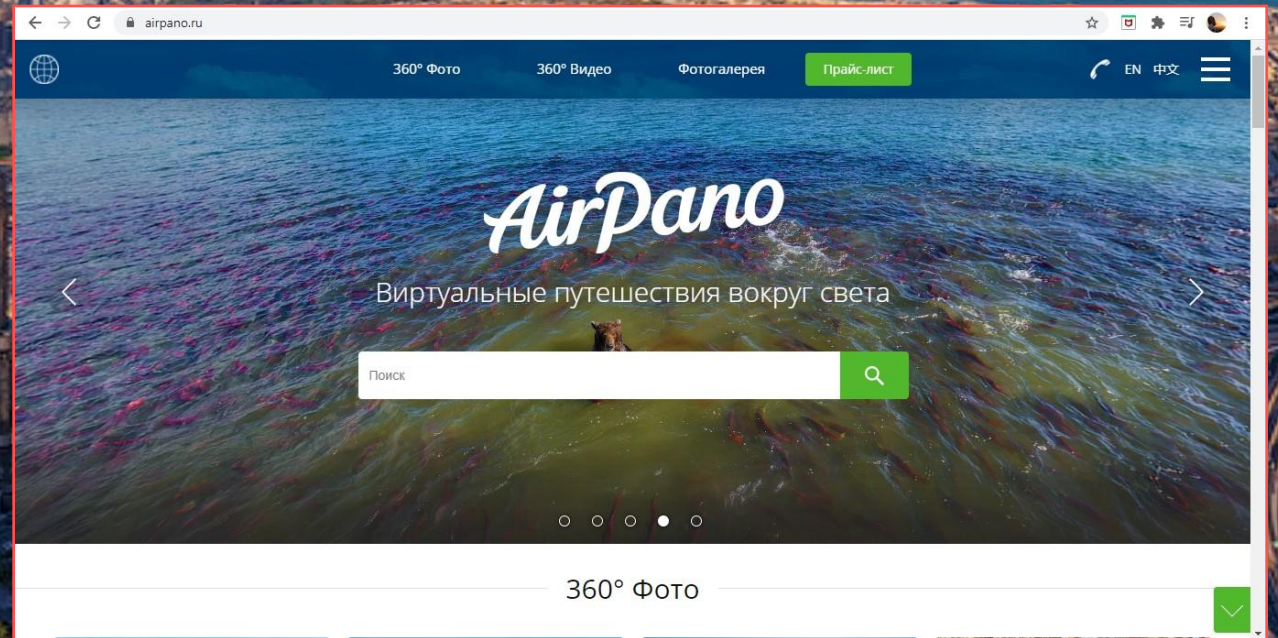 airpano.ru
360° Фото 360° Видео Фотогалерея Прайс-лист EN 中文
AirPano
Виртуальные путешествия вокруг света
Поиск
360° Фото